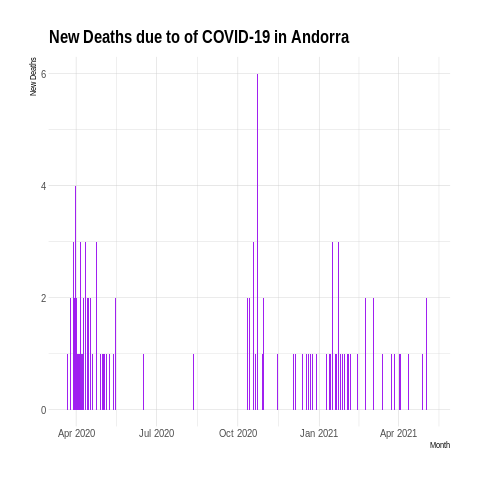 New Deaths due to of COVID-19 in Andorra
New Deaths
6
4
2
0
Apr 2020 Jul 2020 Oct 2020 Jan 2021 Apr 2021
Month